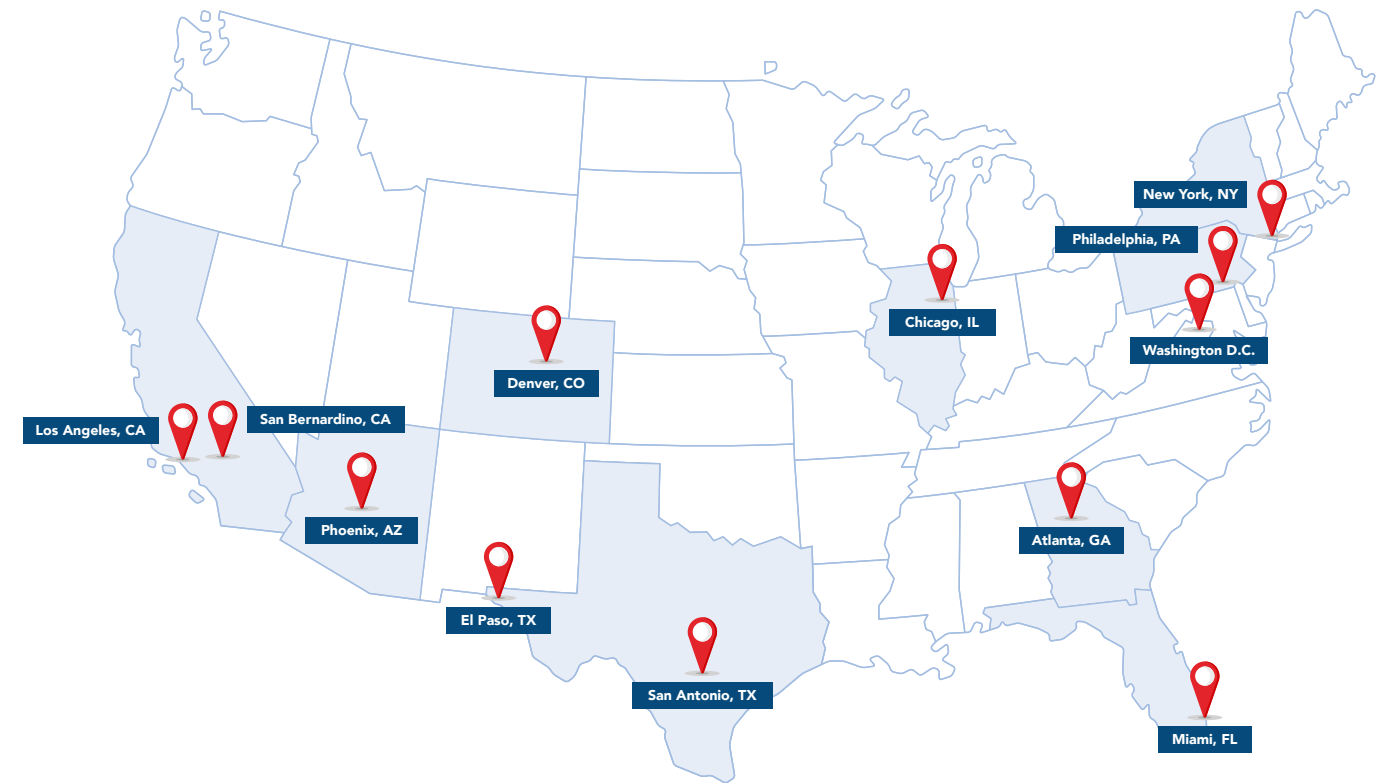 New York, NY
Philadelphia, PA
Chicago, IL
Washington D.C.
Denver, CO
San Bernardino, CA
Los Angeles, CA
Phoenix, AZ
Atlanta, GA
El Paso, TX
San Antonio, TX
Miami, FL